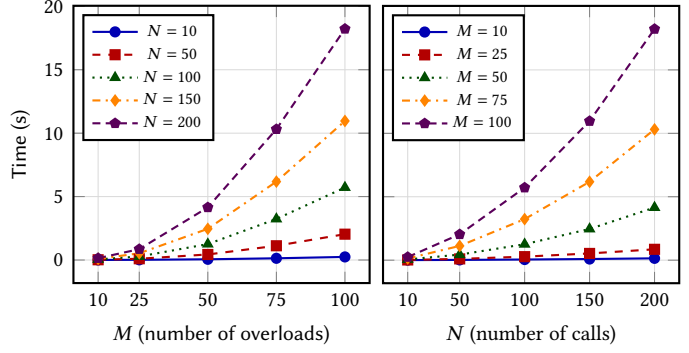 20
15
10
5
0
Time (s)
N = 10
N = 50
N = 100
N = 150
N = 200
10 25 50 75 100
M (number of overloads)
M = 10
M = 25
M = 50
M = 75
M = 100
10 50 100 150 200
N (number of calls)